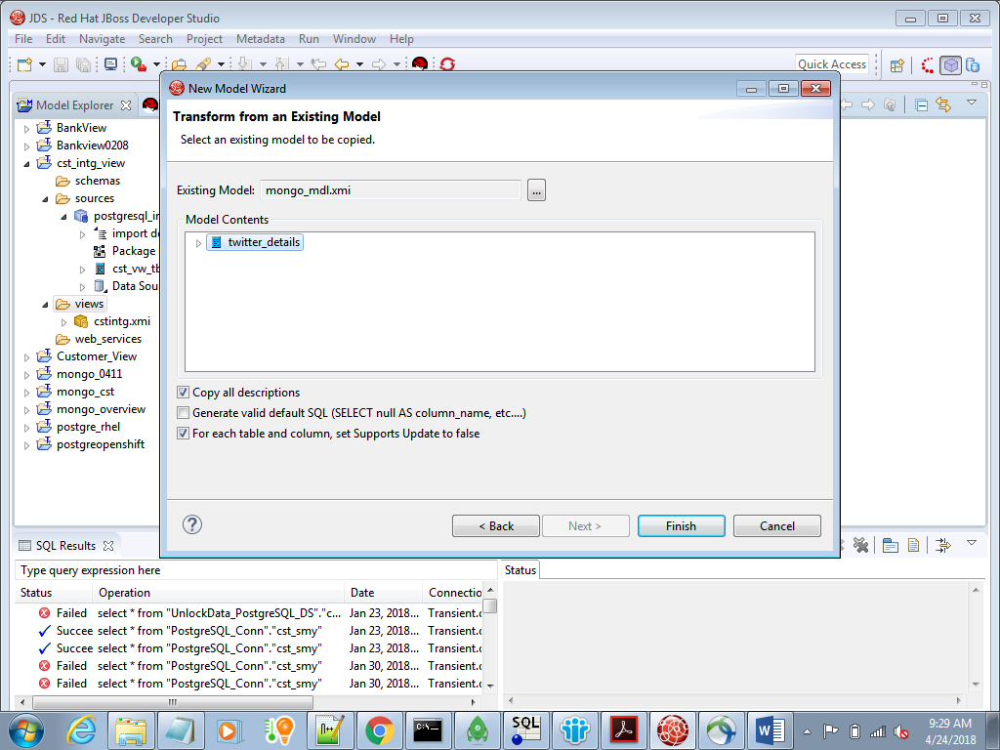 JDS - Red Hat JBoss Developer Studio
File Edit Navigate Search Project Metadata Run Window Help
Quick Access
Model Explorer
BankView
Bankview0208
cst_intg_view
schemas
sources
postgresql_in
import de
Package
cst_vw_tb
Data Sou
views
cstintg.xmi
web_services
Customer_View
mongo_0411
mongo_cst
mongo_overview
postgre_rhel
postgreopenshift
New Model Wizard
Transform from an Existing Model
Select an existing model to be copied.
Existing Model: mongo_mdl.xmi ...
Model Contents
twitter_details
Copy all descriptions
Generate valid default SQL (SELECT null AS column_name, etc....)
For each table and column, set Supports Update to false
< Back Next > Finish Cancel
SQL Results
Type query expression here
Status Operation Date Connectio
Failed select * from "UnlockData_PostgreSQL_DS"."c... Jan 23, 2018... Transient.c
Succee select * from "PostgreSQL_Conn"."cst_smy" Jan 23, 2018... Transient.c
Succee select * from "PostgreSQL_Conn"."cst_smy" Jan 23, 2018... Transient.c
Failed select * from "PostgreSQL_Conn"."cst_smy" Jan 30, 2018... Transient.c
Failed select * from "PostgreSQL_Conn"."cst_smy" Jan 30, 2018... Transient.c
Status
SQL
9:29 AM
4/24/2018